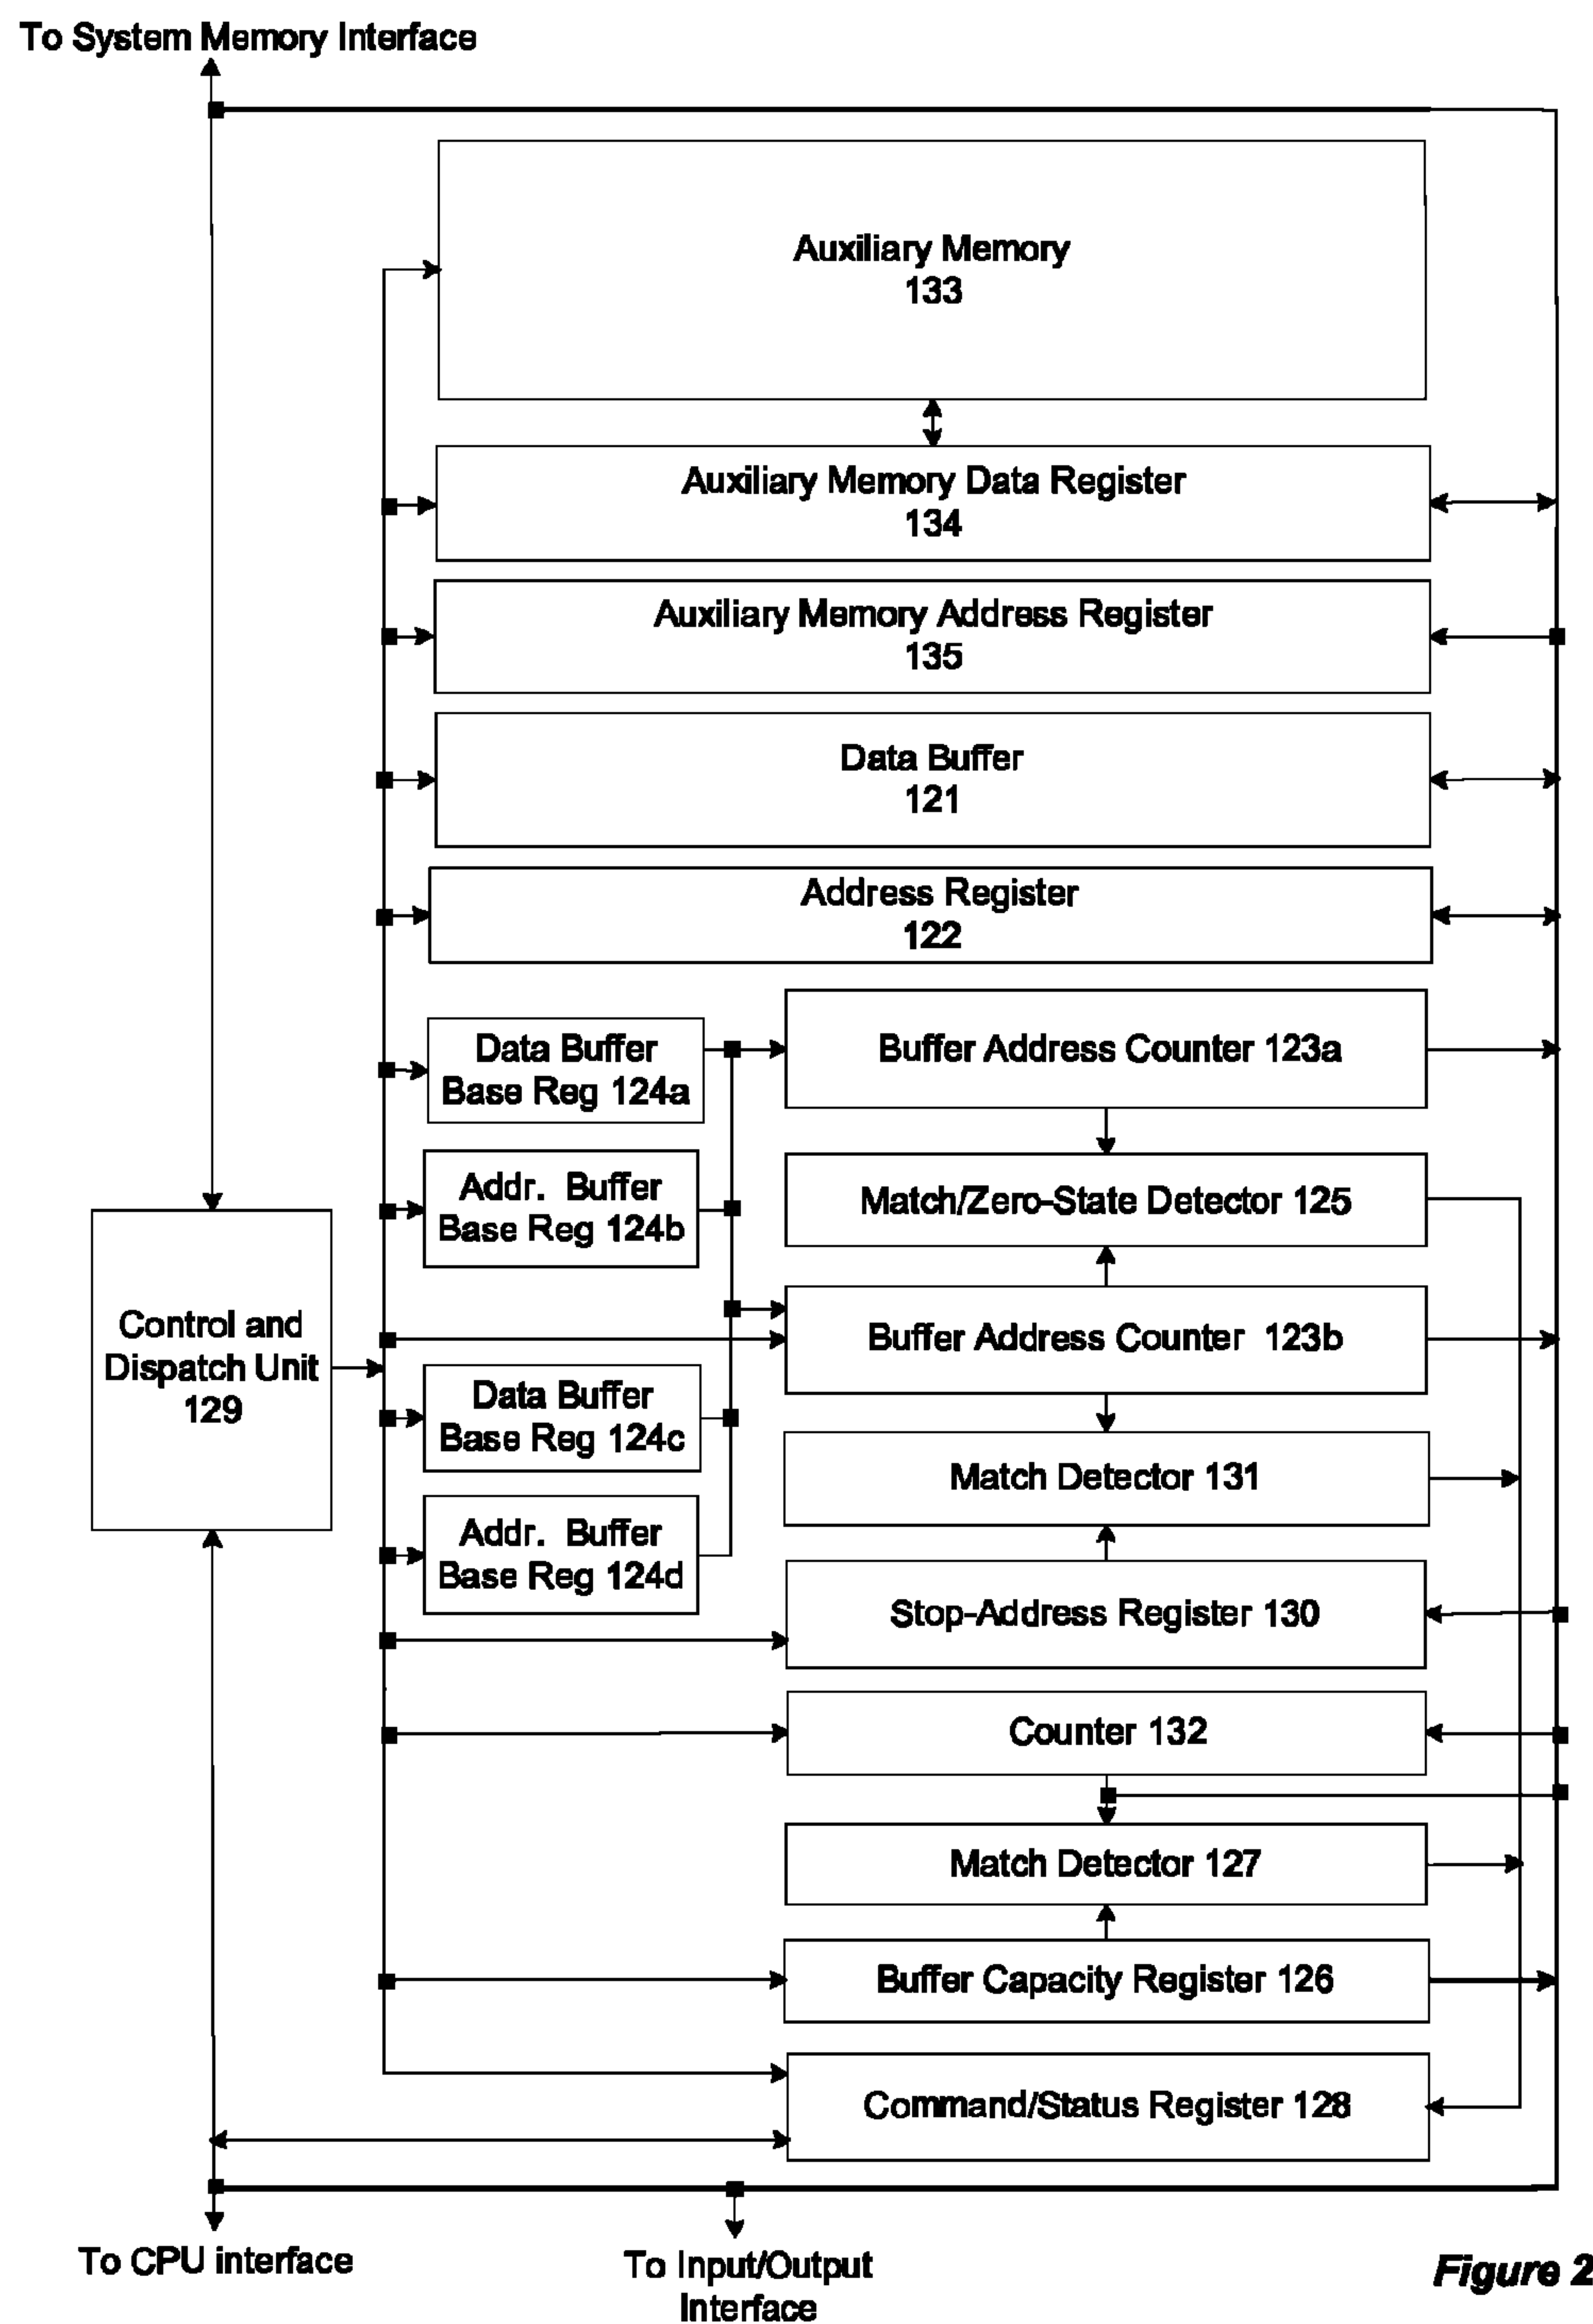 To System Memory Interface
Auxiliary Memory
133
Auxiliary Memory Data Register
134
Auxiliary Memory Address Register
135
Data Buffer
121
Address Register
122
Data Buffer
Base Reg 124a
Buffer Address Counter 123a
Addr. Buffer
Base Reg 124b
Match/Zero-State Detector 125
Control and
Dispatch Unit
129
Buffer Address Counter 123b
Data Buffer
Base Reg 124c
Match Detector 131
Addr. Buffer
Base Reg 124d
Stop-Address Register 130
Counter 132
Match Detector 127
Buffer Capacity Register 126
Command/Status Register 128
To CPU interface
To Input/Output
Interface
Figure 2